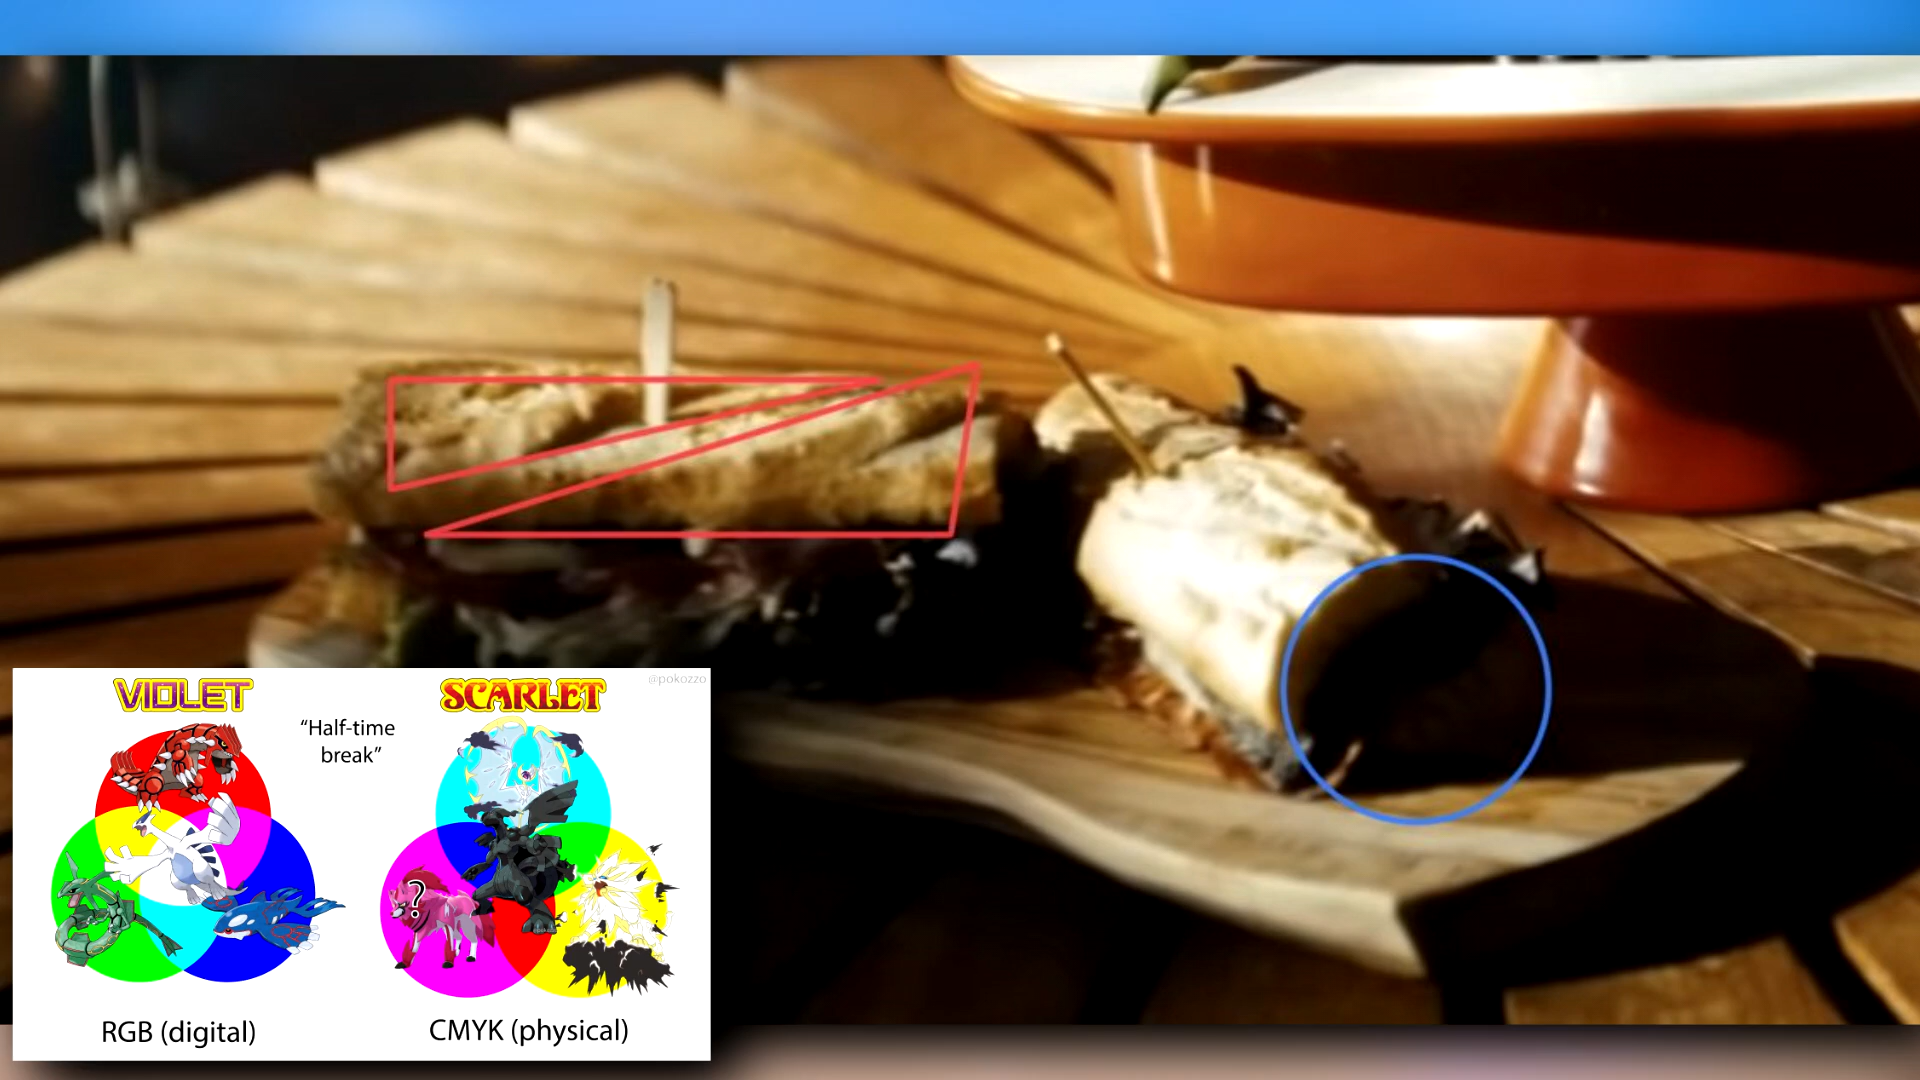 VIOLET
SCARLET
@pokozzo
“Half-time
break”
?
RGB (digital)
CMYK (physical)